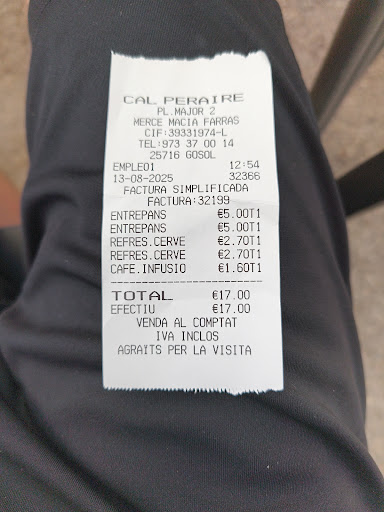 CAL PERAIRE
PL.MAJOR 2
MERCE MACIA FARRAS
CIF:39331974-L
TEL:973 37 00 14
25716 GOSOL
EMPLE01 12:54
13-08-2025 32366
FACTURA SIMPLIFICADA
FACTURA:32199
ENTREPANS €5.00T1
ENTREPANS €5.00T1
REFRES.CERVE €2.70T1
REFRES.CERVE €2.70T1
CAFE.INFUSIO €1.60T1
TOTAL €17.00
EFECTIU €17.00
VENDA AL COMPTAT
IVA INCLOS
AGRAITS PER LA VISITA